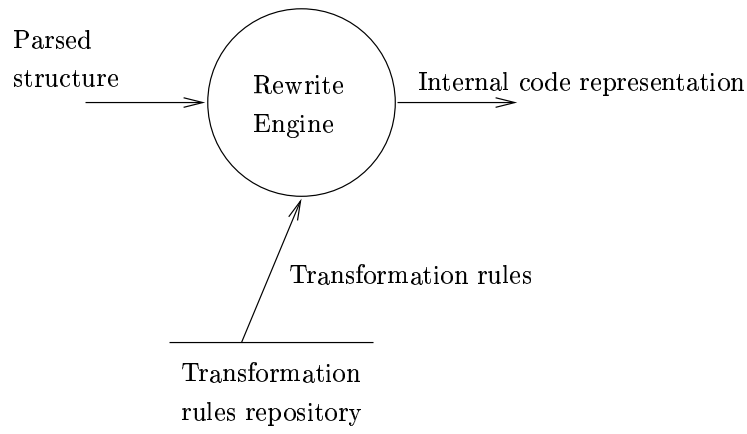 Parsed
structure
Rewrite
Engine
Internal code representation
Transformation rules
Transformation
rules repository